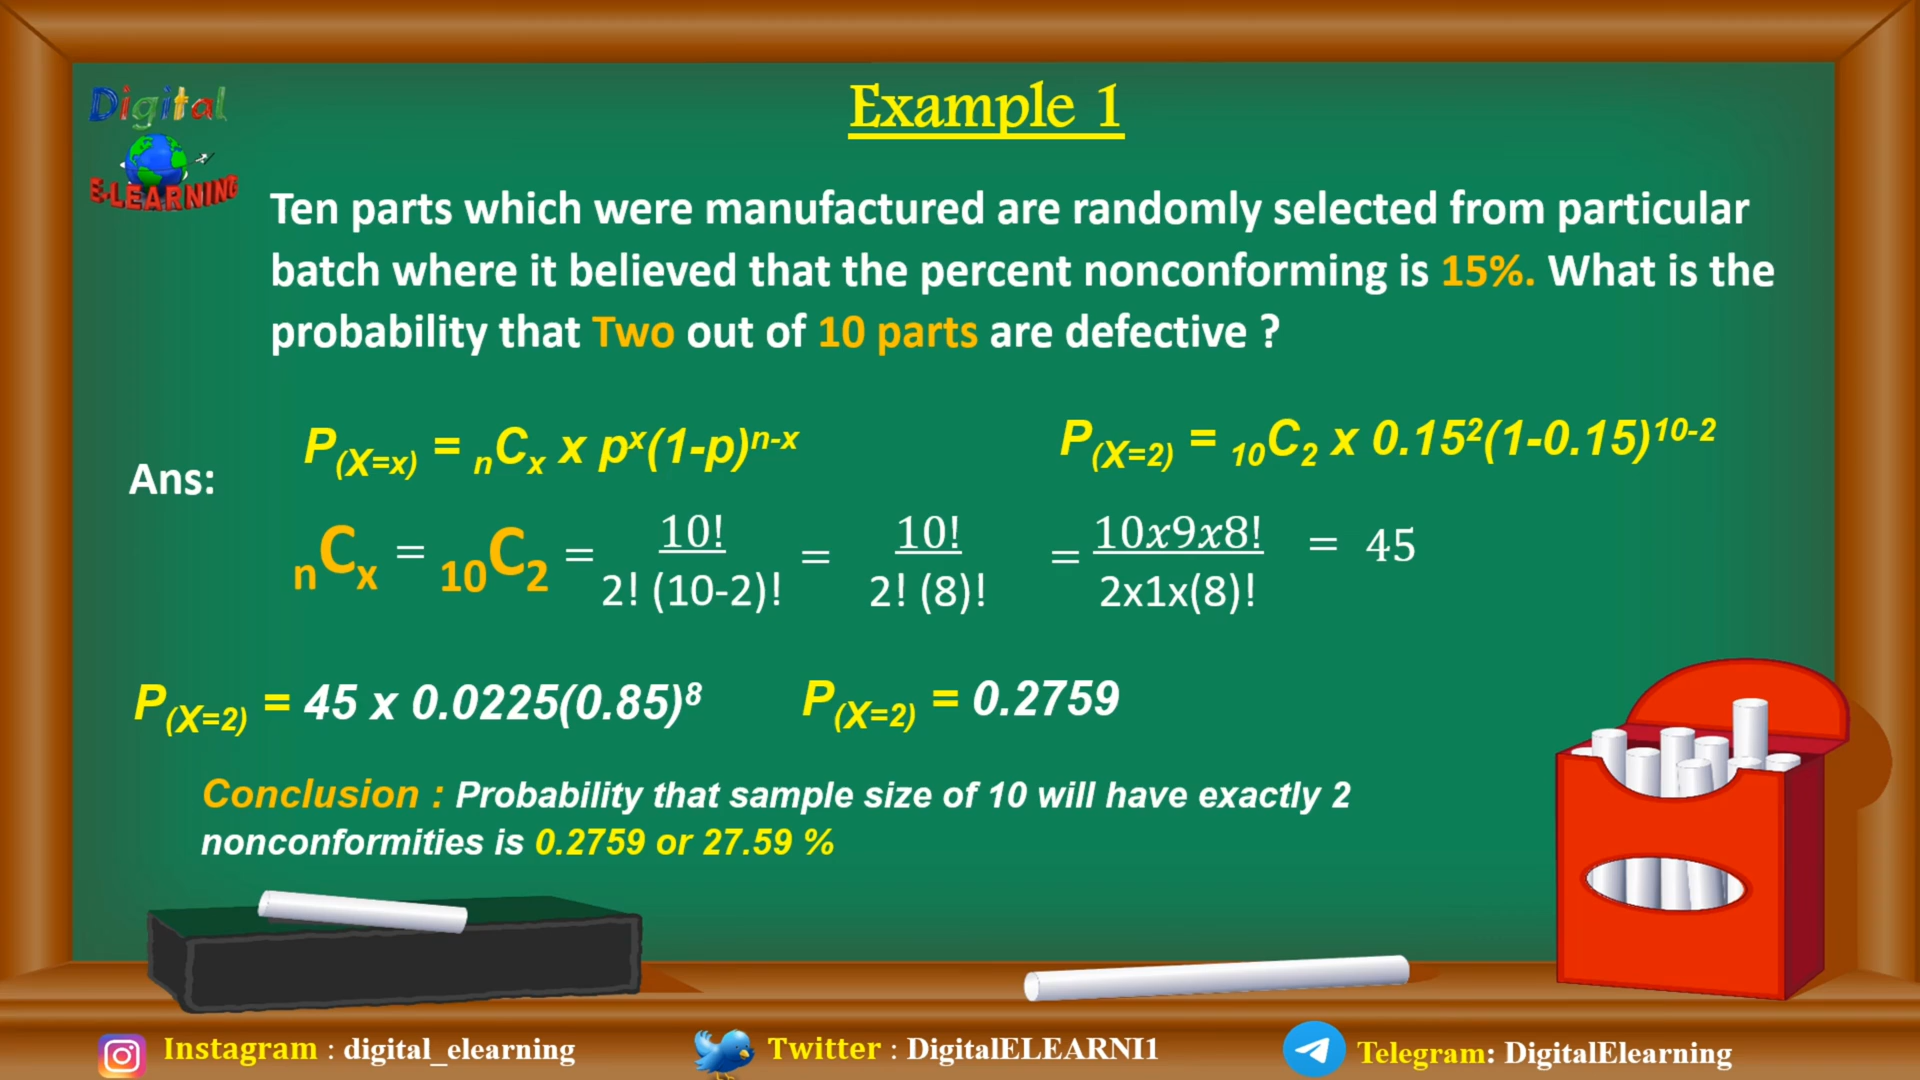 Digital
E-LEARNING
Example 1
Ten parts which were manufactured are randomly selected from particular
batch where it believed that the percent nonconforming is 15%. What is the
probability that Two out of 10 parts are defective ?
Ans:
P(X=x) = nCx x pˣ(1-p)ⁿ⁻ˣ
P(X=2) = ₁₀C₂ x 0.15²(1-0.15)¹⁰⁻²
nCx = ₁₀C₂ = 10! / 2! (10-2)! = 10! / 2! (8)! = 10x9x8! / 2x1x(8)! = 45
P(X=2) = 45 x 0.0225(0.85)⁸
P(X=2) = 0.2759
Conclusion : Probability that sample size of 10 will have exactly 2
nonconformities is 0.2759 or 27.59 %
Instagram : digital_elearning
Twitter : DigitalELEARNI1
Telegram: DigitalElearning